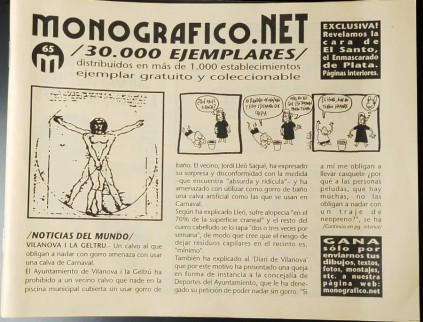 MONOGRAFICO.NET
65
M
/30.000 EJEMPLARES/
distribuidos en más de 1.000 establecimientos
ejemplar gratuito y coleccionable
EXCLUSIVA!
Revelamos la
cara de
El Santo,
el Enmascarado
de Plata.
Páginas interiores.
/NOTICIAS DEL MUNDO/
VILANOVA I LA GELTRÚ.- Un calvo al que
obligan a nadar con gorro amenaza con usar
una calva de Carnaval.
El Ayuntamiento de Vilanova i la Geltrú ha
prohibido a un vecino calvo que nade en la
piscina municipal cubierta sin usar gorro de
baño. El vecino, Jordi Lleó Saqué, ha expresado
su sorpresa y disconformidad con la medida
-que encuentra "absurda y ridícula"- y ha
amenazado con utilizar como gorro de baño
una calva artificial como las que se usan en
Carnaval.
Según ha explicado Lleó, sufre alopecia "en el
70% de la superficie craneal" y el resto del
cuero cabelludo se lo rapa "dos o tres veces por
semana", de modo que cree que el riesgo de
dejar residuos capilares en el recinto es,
"mínimo".
También ha explicado al 'Diari de Vilanova'
que por este motivo ha presentado una queja
en forma de instancia a la concejalía de
Deportes del Ayuntamiento, que le ha dene-
gado su petición de poder nadar sin gorro. "Si
a mí me obligan a
llevar casquete ¿por
qué a las personas
peludas, que hay
muchas, no las
obligan a nadar con
un traje de
neopreno?", se ha
GANA
sólo por
enviarnos tus
dibujos, textos,
fotos, montajes,
etc. a nuestra
página web:
monografico.net